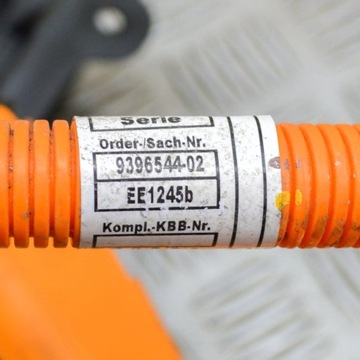 Serie
Order-/Sach-Nr.
9396544-02
EE1245b
Kompl.-KBB-Nr.